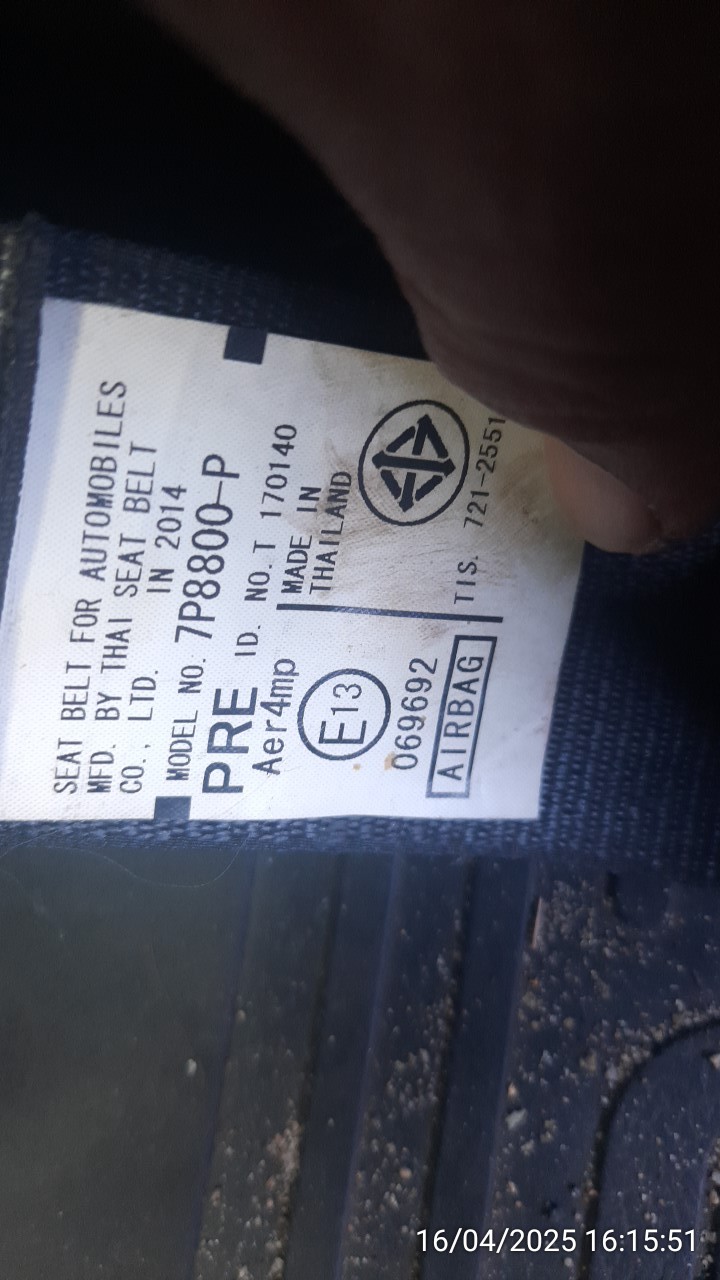 SEAT BELT FOR AUTOMOBILES
MFD. BY THAI SEAT BELT
CO., LTD. IN 2014
MODEL NO. 7P8800-P
PRE ID. NO.T 170140
Aer4mp
MADE IN
THAILAND
E13
069692
AIRBAG
TIS. 721-2551
16/04/2025 16:15:51